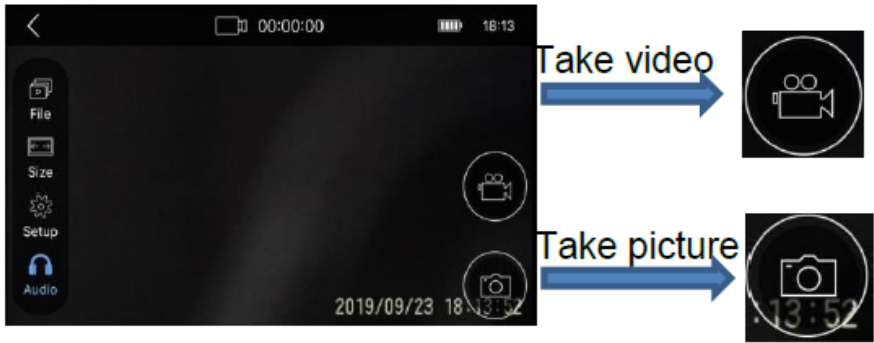 00:00:00
18:13
File
Size
Setup
Audio
2019/09/23 18:13:52
Take video
Take picture
:13:52